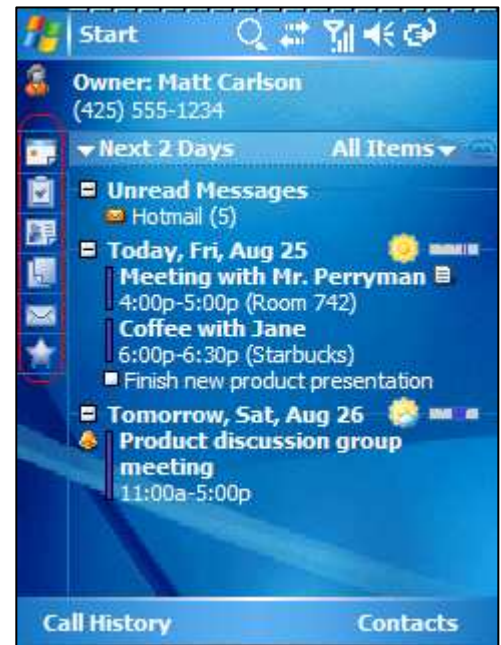 Start
Owner: Matt Carlson
(425) 555-1234
Next 2 Days All Items
Unread Messages
Hotmail (5)
Today, Fri, Aug 25
Meeting with Mr. Perryman
4:00p-5:00p (Room 742)
Coffee with Jane
6:00p-6:30p (Starbucks)
Finish new product presentation
Tomorrow, Sat, Aug 26
Product discussion group
meeting
11:00a-5:00p
Call History Contacts